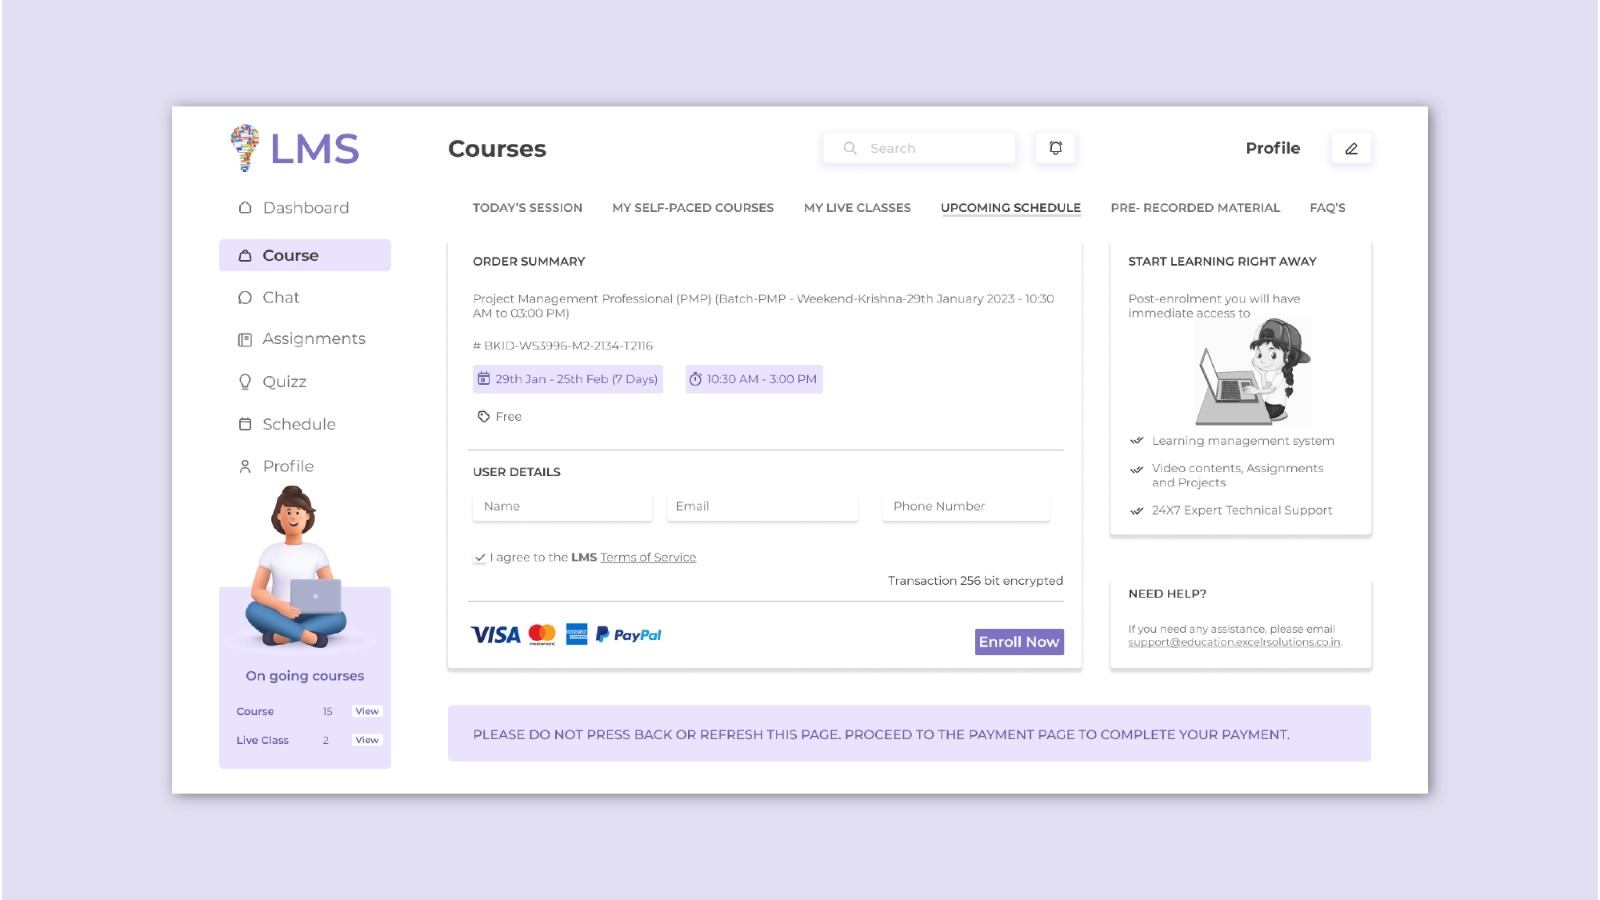 LMS
Courses
Search
Profile
Dashboard
Course
Chat
Assignments
Quizz
Schedule
Profile
On going courses
Course 15 View
Live Class 2 View
TODAY'S SESSION MY SELF-PACED COURSES MY LIVE CLASSES UPCOMING SCHEDULE PRE- RECORDED MATERIAL FAQ'S
ORDER SUMMARY
Project Management Professional (PMP) (Batch-PMP - Weekend-Krishna-29th January 2023 - 10:30
AM to 03:00 PM)
# BKID-WS3996-M2-2134-T2116
29th Jan - 25th Feb (7 Days) 10:30 AM - 3:00 PM
Free
USER DETAILS
Name Email Phone Number
I agree to the LMS Terms of Service
Transaction 256 bit encrypted
VISA mastercard AMERICAN EXPRESS PayPal
Enroll Now
START LEARNING RIGHT AWAY
Post-enrolment you will have
immediate access to
Learning management system
Video contents, Assignments
and Projects
24X7 Expert Technical Support
NEED HELP?
If you need any assistance, please email
support@education.excelrsolutions.co.in.
PLEASE DO NOT PRESS BACK OR REFRESH THIS PAGE. PROCEED TO THE PAYMENT PAGE TO COMPLETE YOUR PAYMENT.